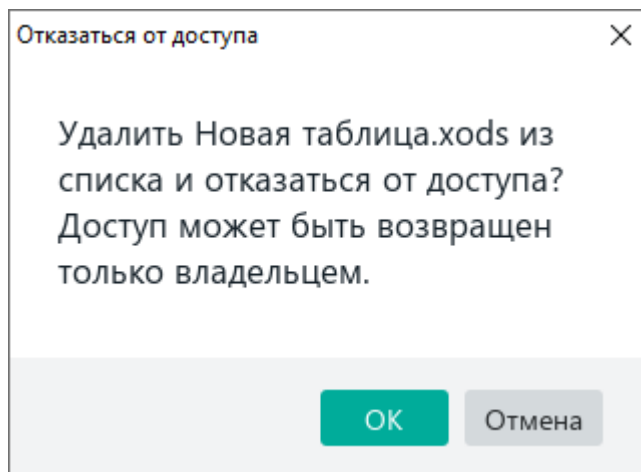 Отказаться от доступа
Удалить Новая таблица.xods из
списка и отказаться от доступа?
Доступ может быть возвращен
только владельцем.
ОК
Отмена